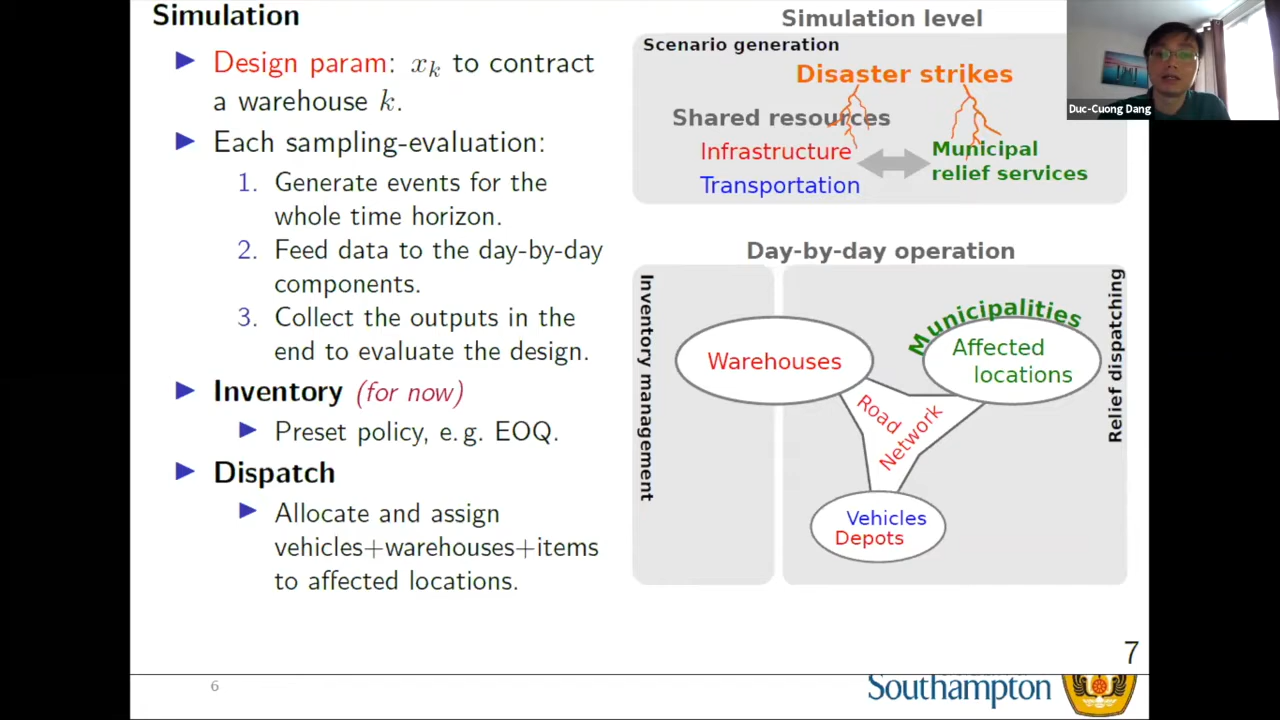 Simulation
▶ Design param: xₖ to contract
a warehouse k.
▶ Each sampling-evaluation:
1. Generate events for the
whole time horizon.
2. Feed data to the day-by-day
components.
3. Collect the outputs in the
end to evaluate the design.
▶ Inventory (for now)
▶ Preset policy, e.g. EOQ.
▶ Dispatch
▶ Allocate and assign
vehicles+warehouses+items
to affected locations.
Simulation level
Scenario generation
Disaster strikes
Shared resources
Infrastructure
Transportation
Municipal
relief services
Day-by-day operation
Inventory management
Warehouses
Municipalities
Affected
locations
Road
Network
Vehicles
Depots
Relief dispatching
Duc-Cuong Dang
7
6
Southampton